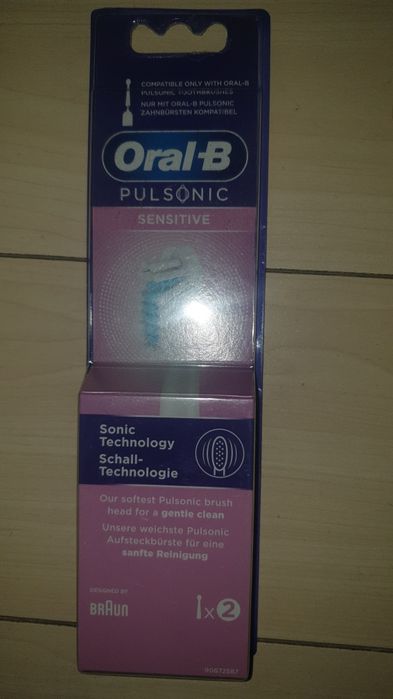 COMPATIBLE ONLY WITH ORAL-B
PULSONIC TOOTHBRUSHES
NUR MIT ORAL-B PULSONIC
ZAHNBÜRSTEN KOMPATIBEL
Oral-B
PULSONIC
SENSITIVE
Sonic
Technology
Schall-
Technologie
Our softest Pulsonic brush
head for a gentle clean
Unsere weichste Pulsonic
Aufsteckbürste für eine
sanfte Reinigung
DESIGNED BY
BRAUN
x2
90672587